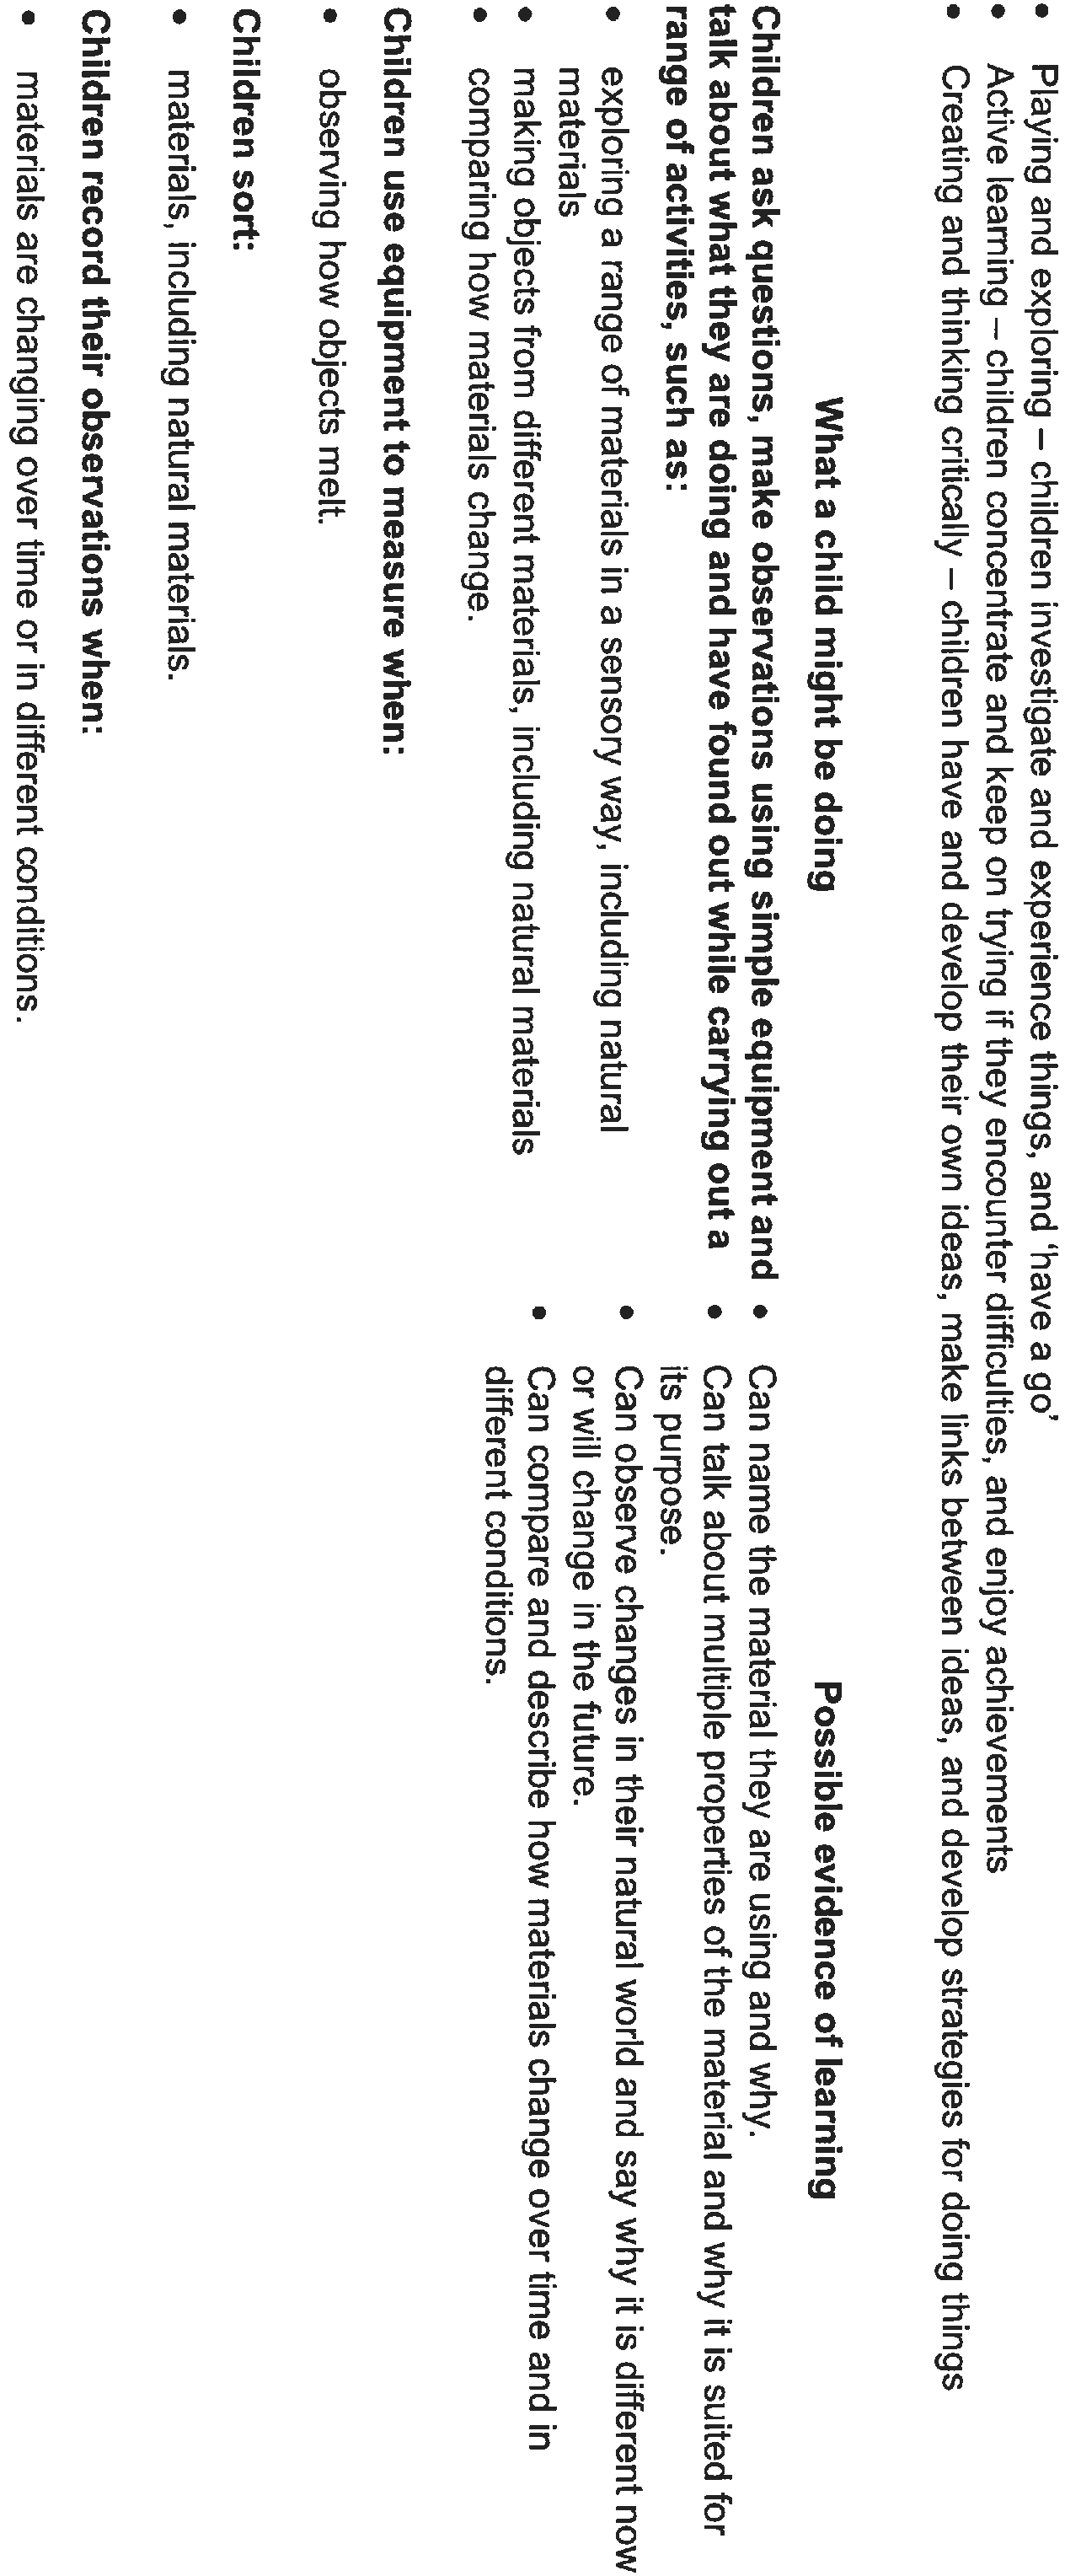 • Playing and exploring – children investigate and experience things, and ‘have a go’
• Active learning – children concentrate and keep on trying if they encounter difficulties, and enjoy achievements
• Creating and thinking critically – children have and develop their own ideas, make links between ideas, and develop strategies for doing things
What a child might be doing
Children ask questions, make observations using simple equipment and
talk about what they are doing and have found out while carrying out a
range of activities, such as:
• exploring a range of materials in a sensory way, including natural
materials
• making objects from different materials, including natural materials
• comparing how materials change.
Children use equipment to measure when:
• observing how objects melt.
Children sort:
• materials, including natural materials.
Children record their observations when:
• materials are changing over time or in different conditions.
Possible evidence of learning
• Can name the material they are using and why.
• Can talk about multiple properties of the material and why it is suited for
its purpose.
• Can observe changes in their natural world and say why it is different now
or will change in the future.
• Can compare and describe how materials change over time and in
different conditions.